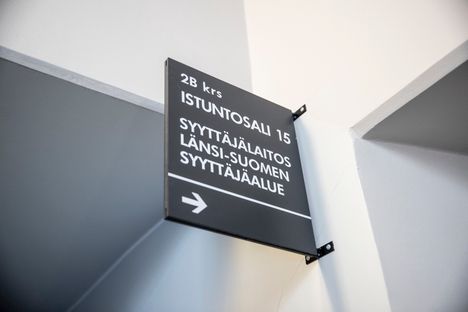 2B krs
ISTUNTOSALI 15
SYYTTÄJÄLAITOS
LÄNSI-SUOMEN
SYYTTÄJÄALUE